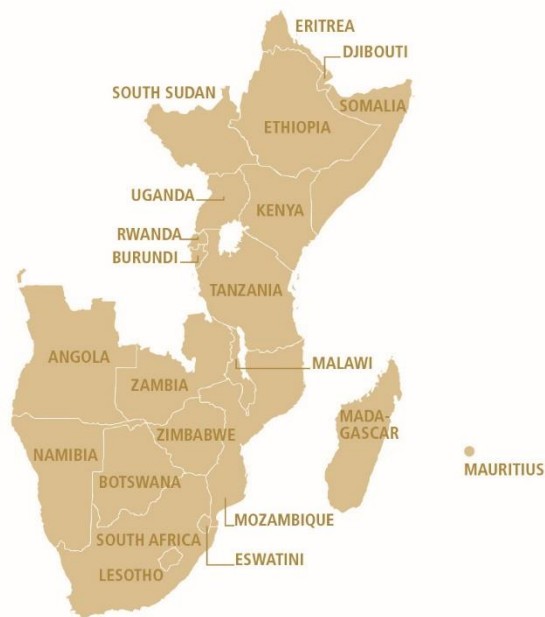 ERITREA
DJIBOUTI
SOUTH SUDAN
SOMALIA
ETHIOPIA
UGANDA
KENYA
RWANDA
BURUNDI
TANZANIA
ANGOLA
MALAWI
ZAMBIA
MADA-
GASCAR
ZIMBABWE
NAMIBIA
MAURITIUS
BOTSWANA
MOZAMBIQUE
SOUTH AFRICA
ESWATINI
LESOTHO